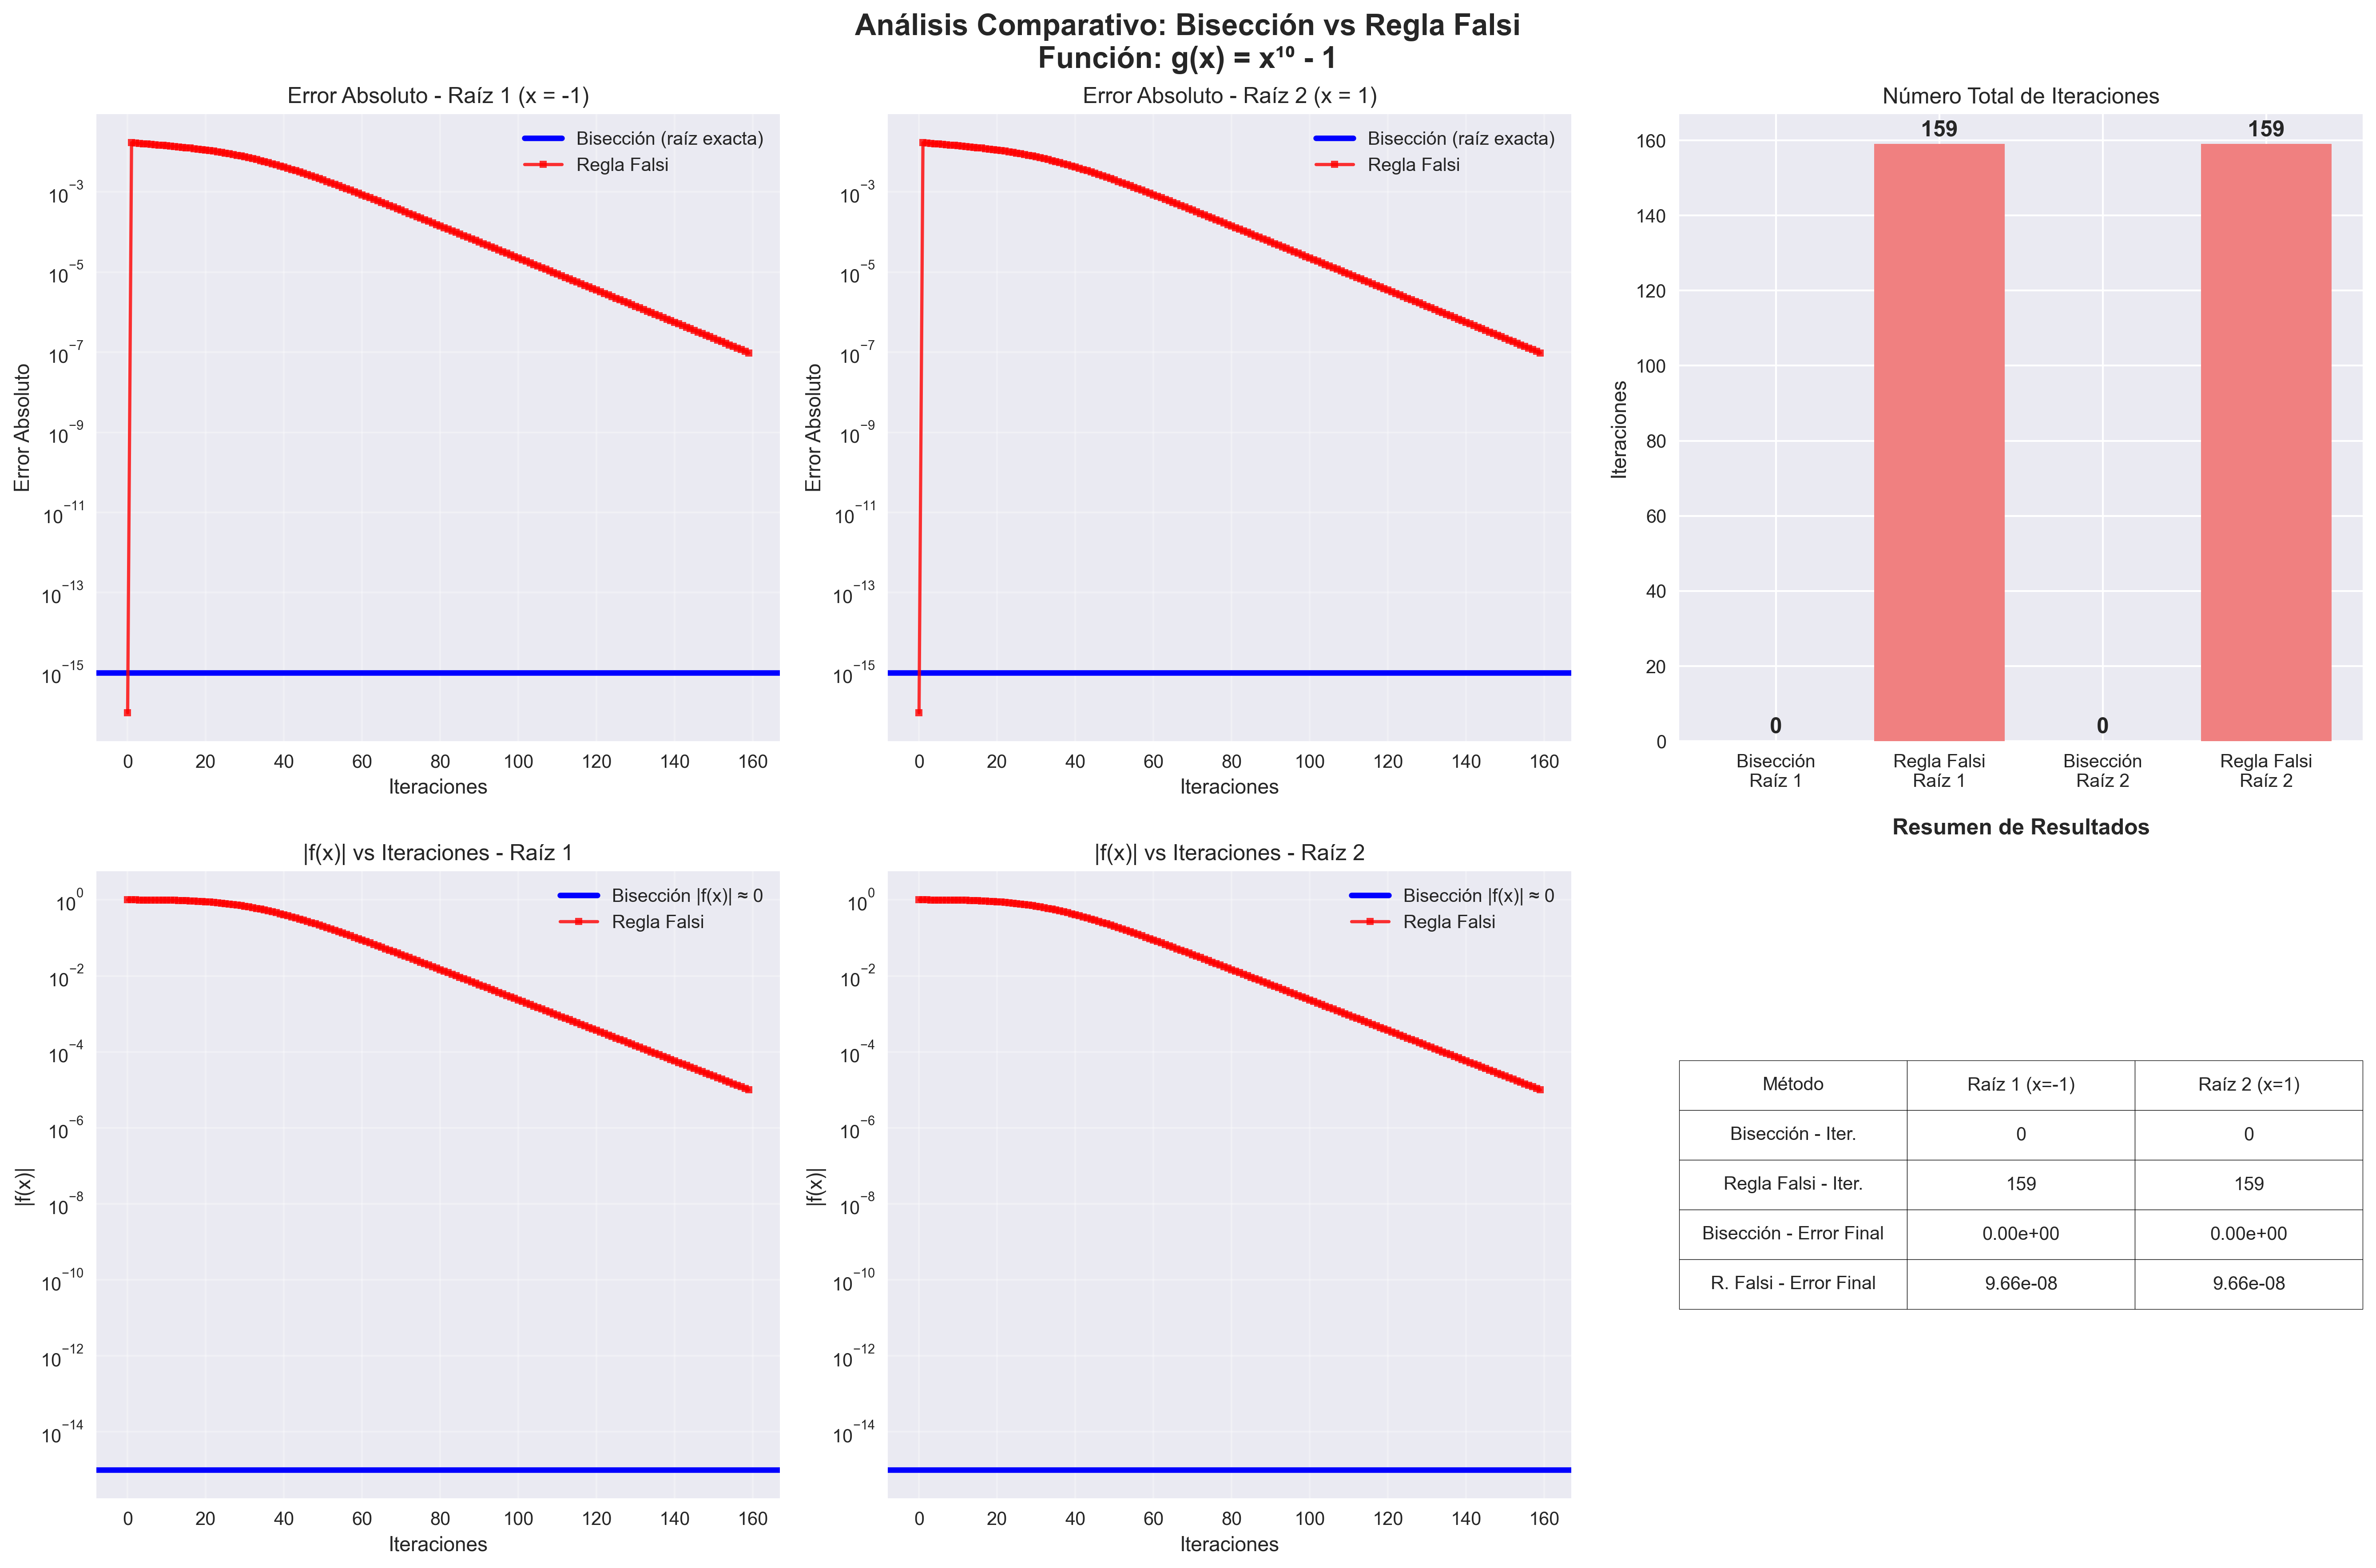 Análisis Comparativo: Bisección vs Regla Falsi
Función: g(x) = x¹⁰ - 1
Error Absoluto - Raíz 1 (x = -1)
Bisección (raíz exacta)
Regla Falsi
10⁻³
10⁻⁵
10⁻⁷
10⁻⁹
10⁻¹¹
10⁻¹³
10⁻¹⁵
Error Absoluto
0 20 40 60 80 100 120 140 160
Iteraciones
Error Absoluto - Raíz 2 (x = 1)
Bisección (raíz exacta)
Regla Falsi
10⁻³
10⁻⁵
10⁻⁷
10⁻⁹
10⁻¹¹
10⁻¹³
10⁻¹⁵
Error Absoluto
0 20 40 60 80 100 120 140 160
Iteraciones
Número Total de Iteraciones
159 159
0 0
160
140
120
100
80
60
40
20
0
Iteraciones
Bisección Regla Falsi Bisección Regla Falsi
Raíz 1 Raíz 1 Raíz 2 Raíz 2
|f(x)| vs Iteraciones - Raíz 1
Bisección |f(x)| ≈ 0
Regla Falsi
10⁰
10⁻²
10⁻⁴
10⁻⁶
10⁻⁸
10⁻¹⁰
10⁻¹²
10⁻¹⁴
|f(x)|
0 20 40 60 80 100 120 140 160
Iteraciones
|f(x)| vs Iteraciones - Raíz 2
Bisección |f(x)| ≈ 0
Regla Falsi
10⁰
10⁻²
10⁻⁴
10⁻⁶
10⁻⁸
10⁻¹⁰
10⁻¹²
10⁻¹⁴
|f(x)|
0 20 40 60 80 100 120 140 160
Iteraciones
Resumen de Resultados
Método Raíz 1 (x=-1) Raíz 2 (x=1)
Bisección - Iter. 0 0
Regla Falsi - Iter. 159 159
Bisección - Error Final 0.00e+00 0.00e+00
R. Falsi - Error Final 9.66e-08 9.66e-08